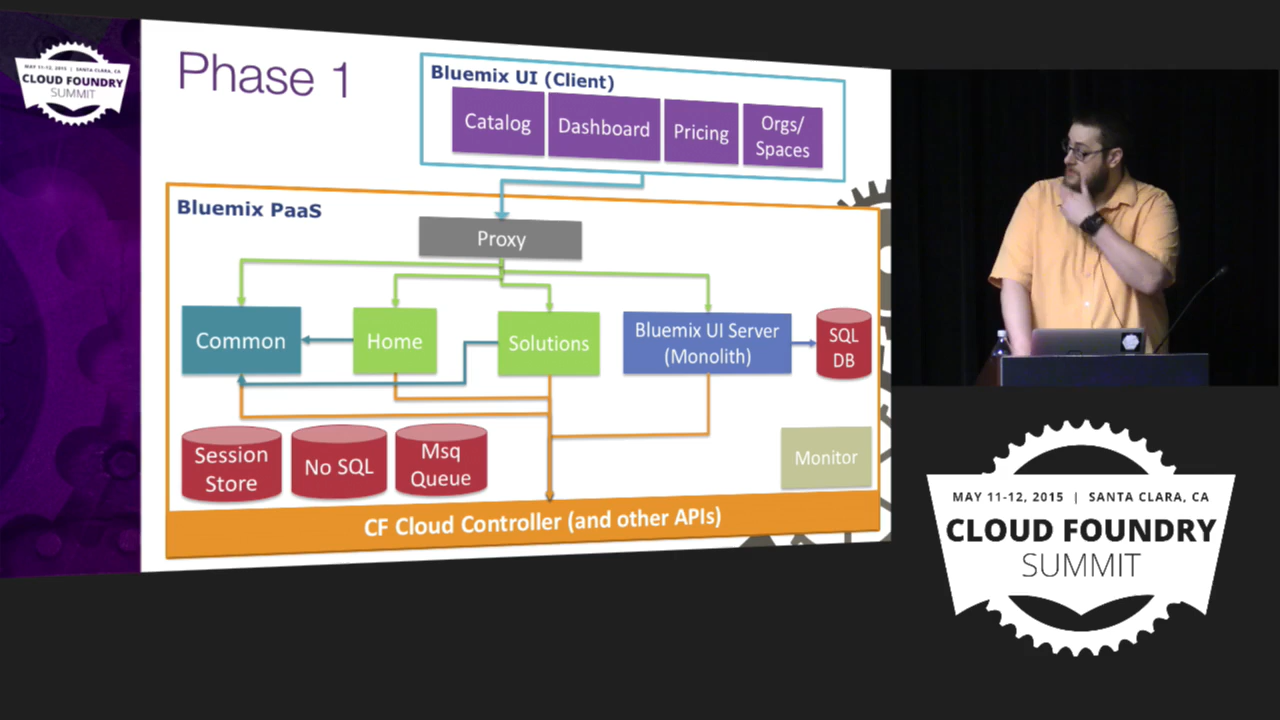 MAY 11-12, 2015 | SANTA CLARA, CA
CLOUD FOUNDRY
SUMMIT
Phase 1
Bluemix UI (Client)
Catalog
Dashboard
Pricing
Orgs/
Spaces
Bluemix PaaS
Proxy
Common
Home
Solutions
Bluemix UI Server
(Monolith)
SQL
DB
Session
Store
No SQL
Msq
Queue
Monitor
CF Cloud Controller (and other APIs)
MAY 11-12, 2015 | SANTA CLARA, CA
CLOUD FOUNDRY
SUMMIT